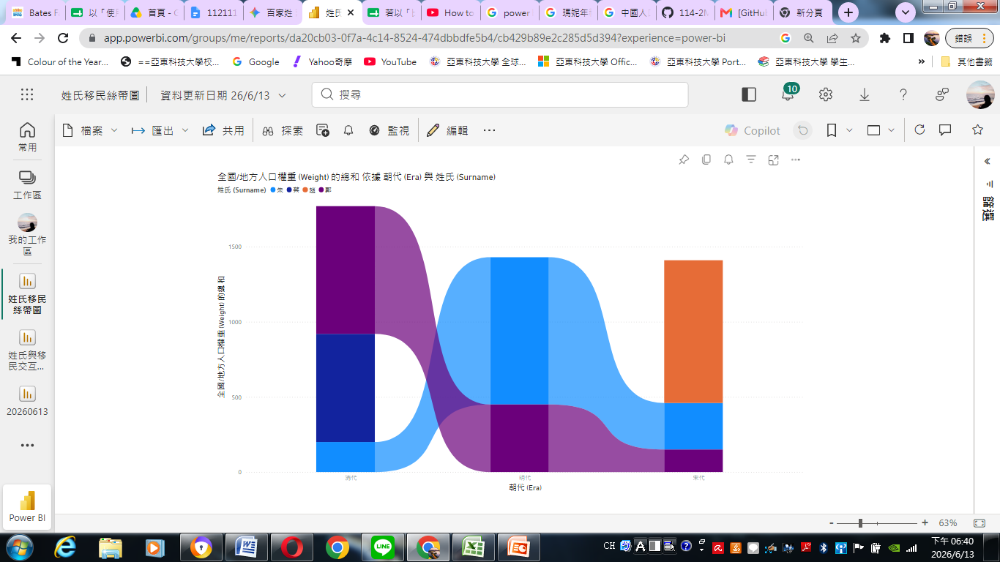 Bates F
以「使用
首頁 - C
112111
百家姓
姓氏
若以「比
How to
power
瑪妮年
中國人
114-2M
[GitHu
新分頁
app.powerbi.com/groups/me/reports/da20cb03-0f7a-4c14-8524-474dbbdfe5b4/cb429b89e2c285d5d394?experience=power-bi
錯誤
Colour of the Year...
==亞東科技大學校...
Google
Yahoo奇摩
YouTube
亞東科技大學 全球...
亞東科技大學 Offic...
亞東科技大學 Port...
亞東科技大學 學生...
»
其他書籤
姓氏移民絲帶圖
資料更新日期 26/6/13
搜尋
10
檔案
匯出
共用
探索
監視
編輯
Copilot
常用
工作區
我的工作
區
姓氏移民
絲帶圖
姓氏與移
民交互...
20260613
Power BI
全國/地方人口權重 (Weight) 的總和 依據 朝代 (Era) 與 姓氏 (Surname)
姓氏 (Surname) 朱 蔡 趙 鄭
全國/地方人口權重 (Weight) 的總和
1500
1000
500
0
清代
明代
宋代
朝代 (Era)
篩選
- + 63%
LINE
CH
下午 06:40
2026/6/13